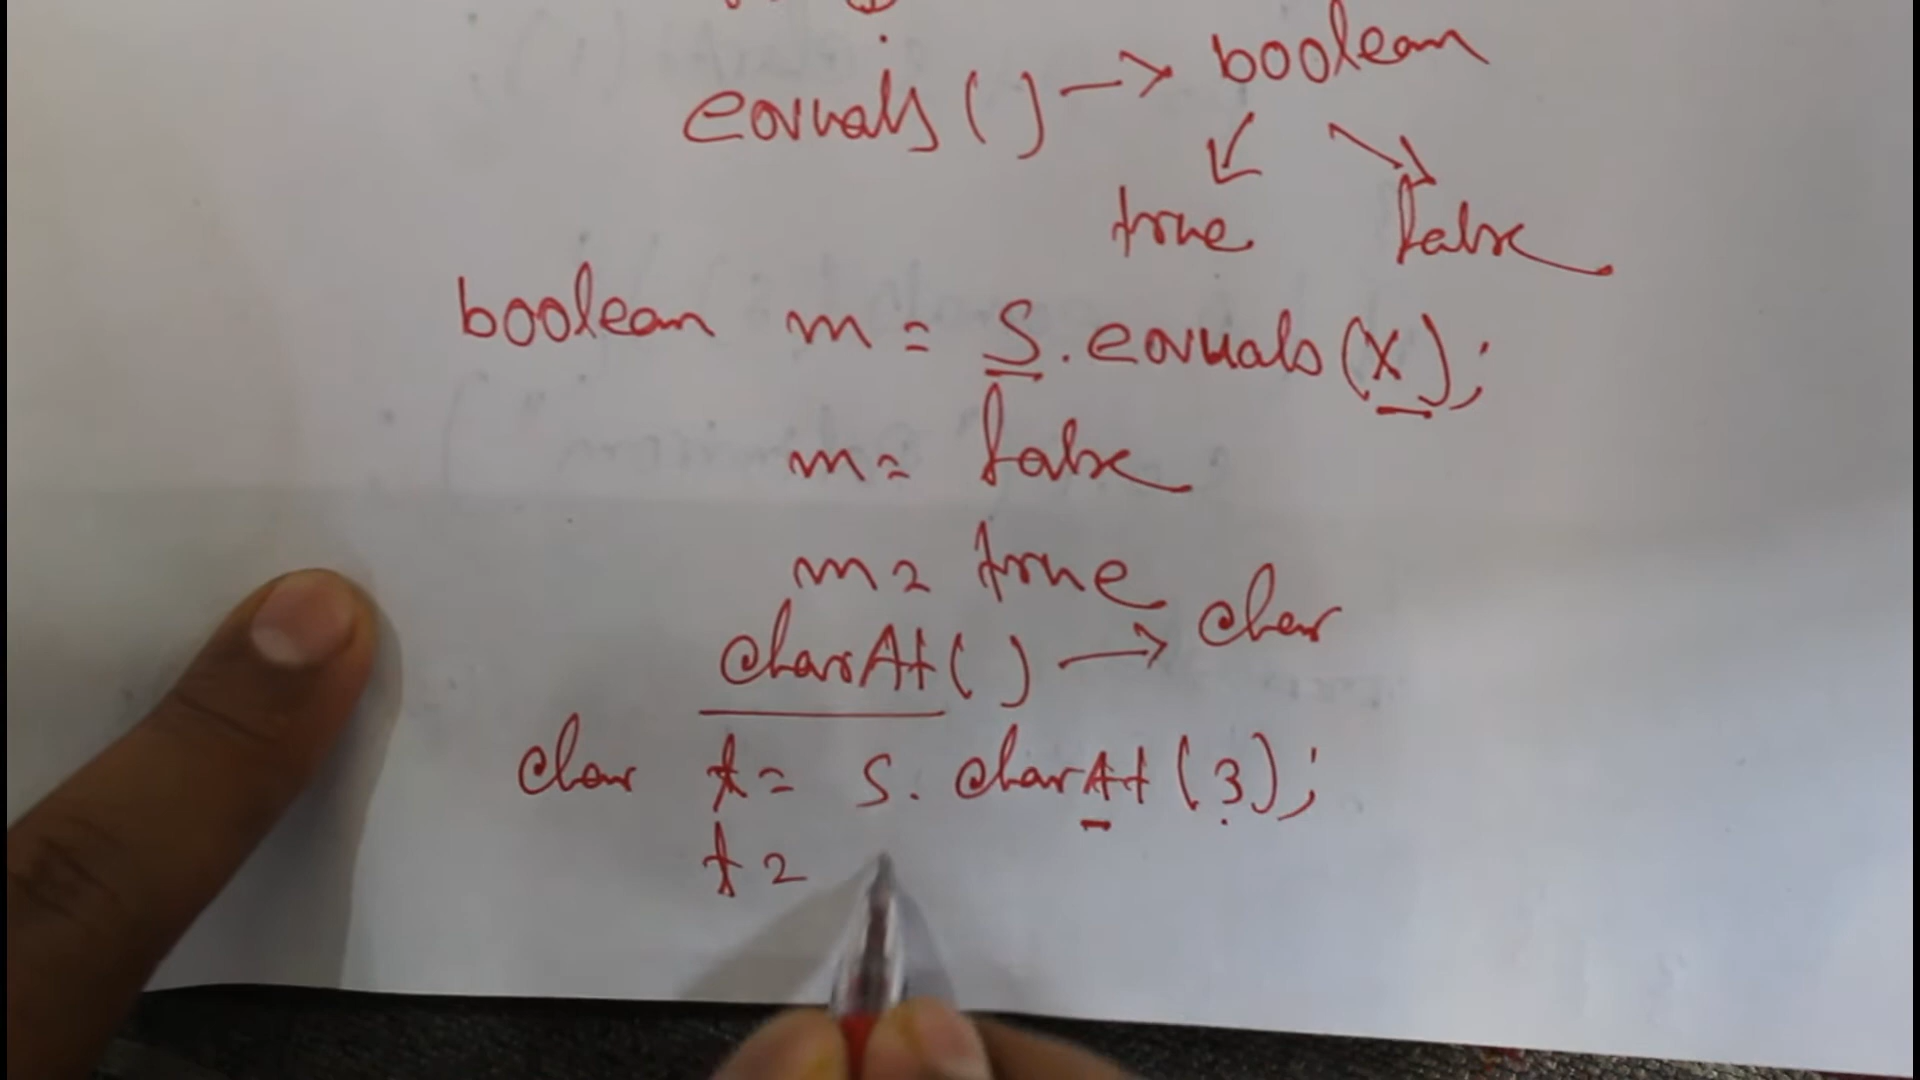 equals() → boolean
true false
boolean m = S.equals(x);
m = false
m = true
charAt() → char
char t = s.charAt(3);
t =